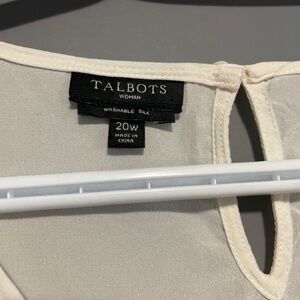 TALBOTS
WOMAN
WASHABLE SILK
20W
MADE IN
CHINA